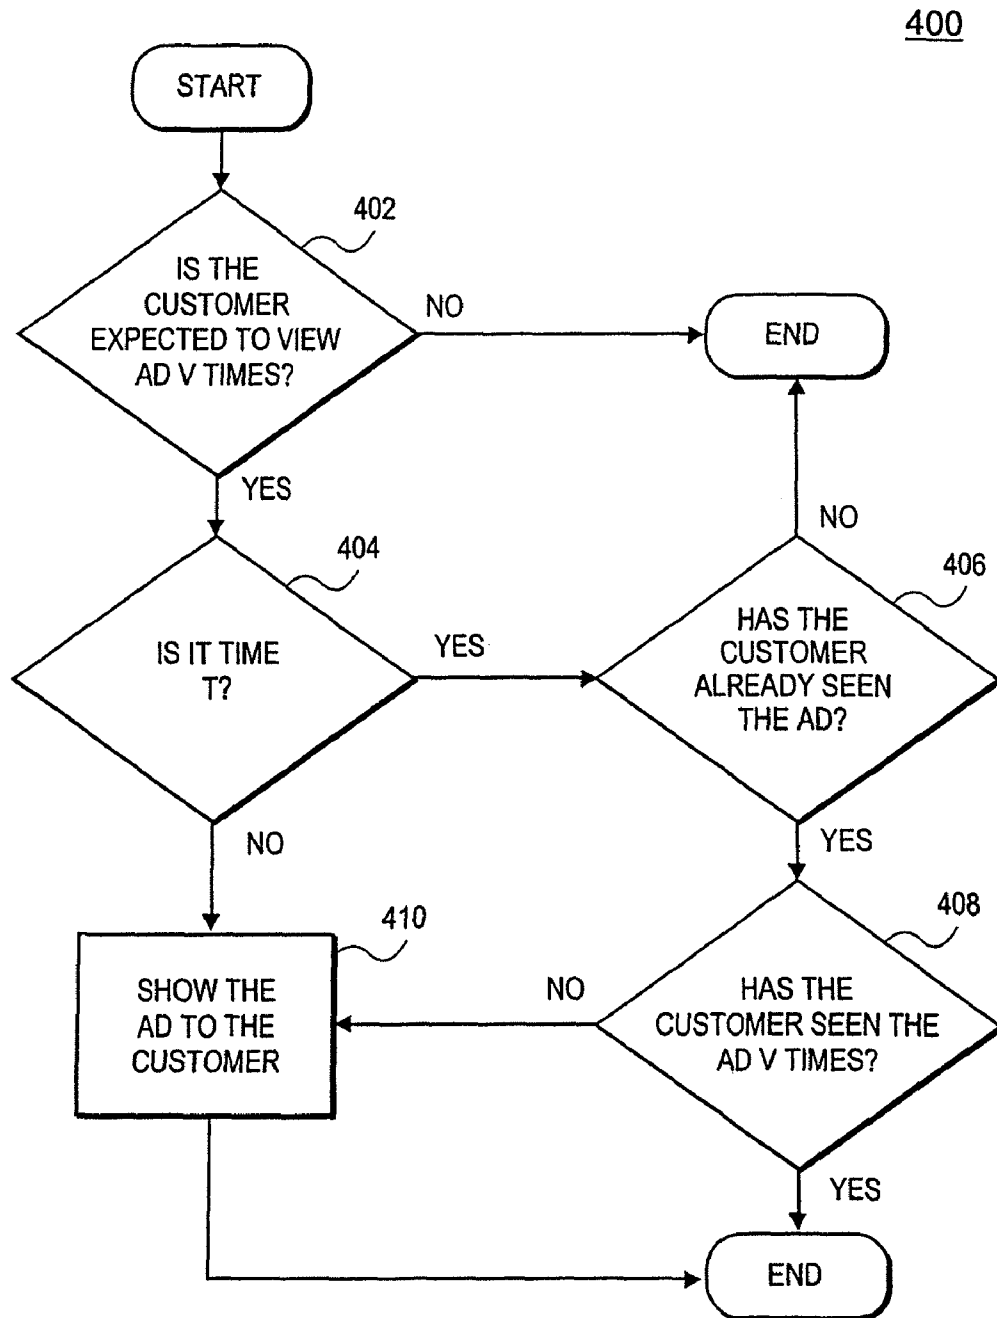 400
START
402
IS THE
CUSTOMER
EXPECTED TO VIEW
AD V TIMES?
NO
END
YES
404
IS IT TIME
T?
YES
NO
406
HAS THE
CUSTOMER
ALREADY SEEN
THE AD?
NO
YES
410
SHOW THE
AD TO THE
CUSTOMER
NO
408
HAS THE
CUSTOMER SEEN THE
AD V TIMES?
YES
END